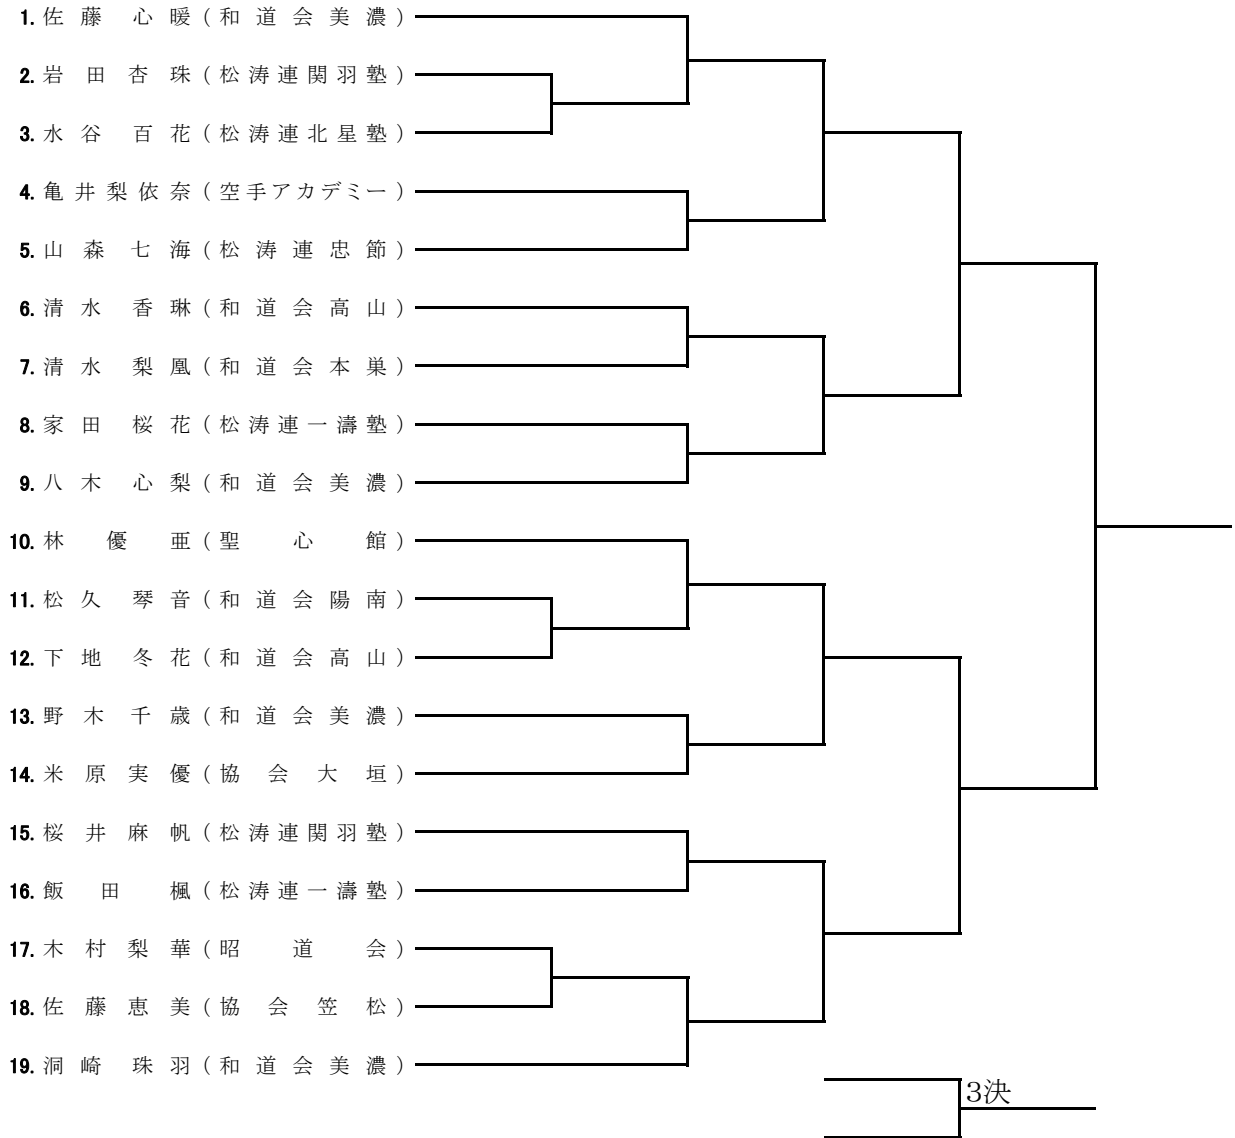 1. 佐藤 心暖(和道会美濃)
2. 岩田杏珠(松涛連関羽塾)
3. 水谷 百花(松涛連北星塾)
4. 亀井梨依奈(空手アカデミー)
5. 山森七海(松涛連忠節)
6. 清水 香琳(和道会高山)
7. 清水 梨凰(和道会本巣)
8. 家田 桜花(松涛連一濤塾)
9. 八木 心梨(和道会美濃)
10. 林 優亜(聖心館)
11. 松久 琴音(和道会陽南)
12. 下地 冬花(和道会高山)
13. 野木千歳(和道会美濃)
14. 米原実優(協会大垣)
15. 桜井麻帆(松涛連関羽塾)
16. 飯田楓(松涛連一濤塾)
17. 木村梨華(昭道会)
18. 佐藤恵美(協会笠松)
19. 洞崎 珠羽(和道会美濃)
3決